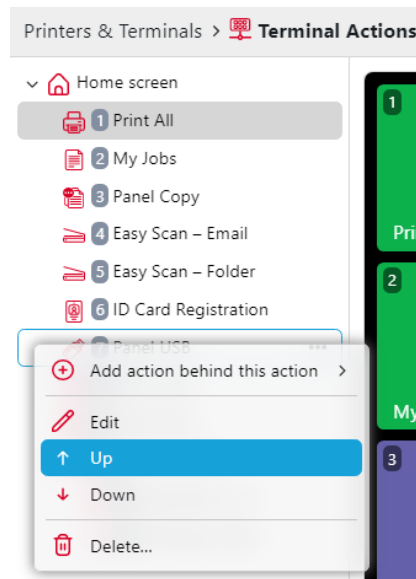 Printers & Terminals > Terminal Actions
Home screen
1 Print All
2 My Jobs
3 Panel Copy
4 Easy Scan – Email
5 Easy Scan – Folder
6 ID Card Registration
7 Panel USB ...
Add action behind this action >
Edit
Up
Down
Delete...
1
Pri
2
My
3